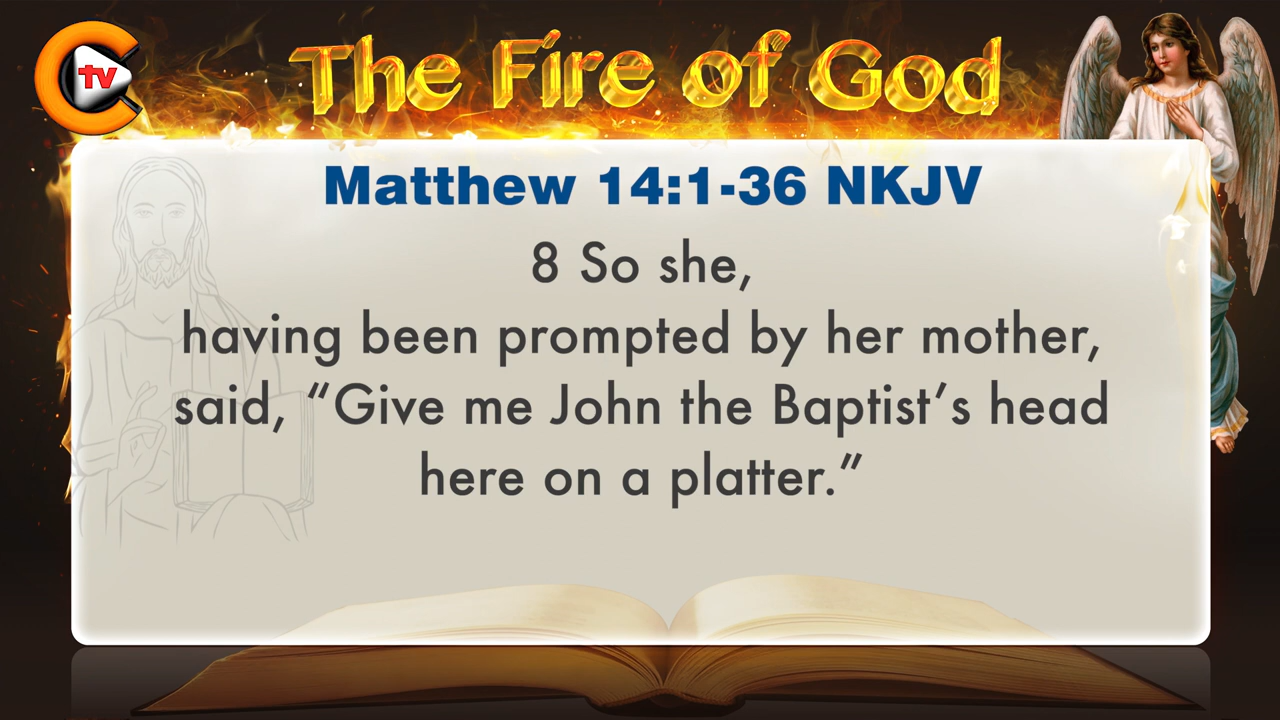 tv
The Fire of God
Matthew 14:1-36 NKJV
8 So she,
having been prompted by her mother,
said, “Give me John the Baptist’s head
here on a platter.”